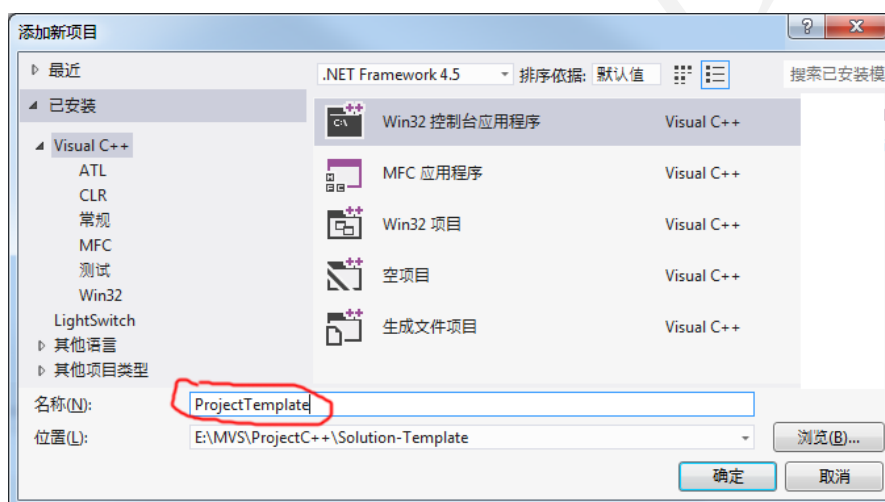 添加新项目
最近
.NET Framework 4.5 排序依据: 默认值
搜索已安装模
已安装
Visual C++
ATL
CLR
常规
MFC
测试
Win32
LightSwitch
其他语言
其他项目类型
Win32 控制台应用程序 Visual C++
MFC 应用程序 Visual C++
Win32 项目 Visual C++
空项目 Visual C++
生成文件项目 Visual C++
名称(N): ProjectTemplate
位置(L): E:\MVS\ProjectC++\Solution-Template 浏览(B)...
确定 取消